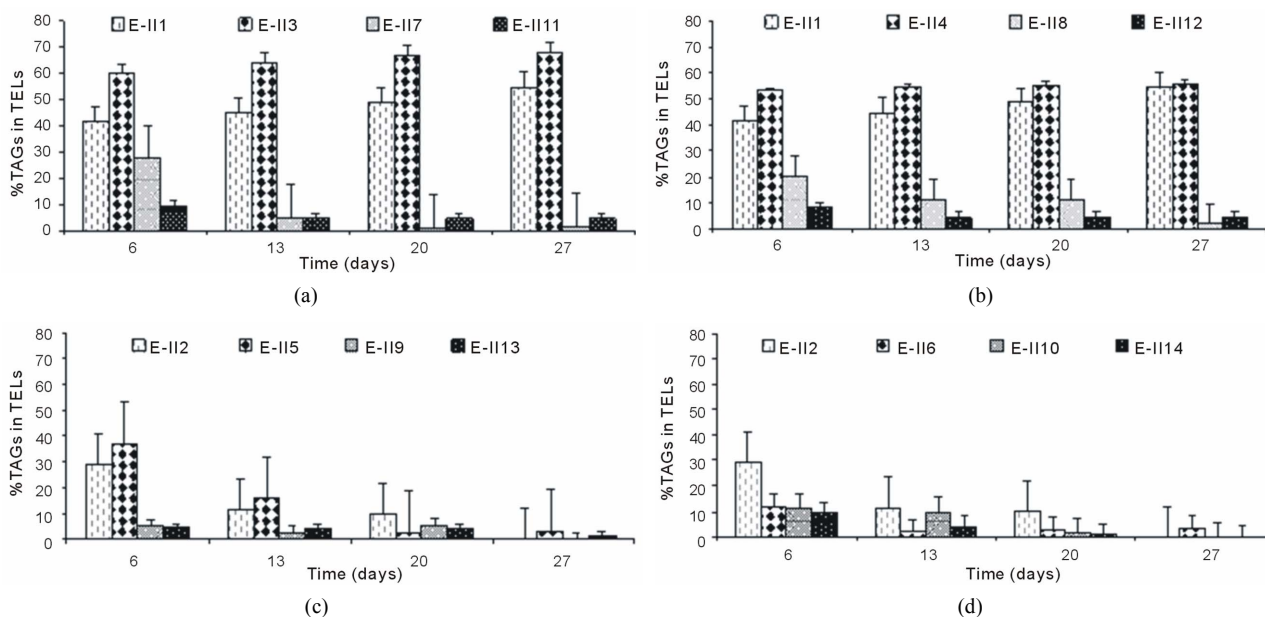 80
70
60
50
40
30
20
10
0
%TAGs in TELs
E-II1 E-II3 E-II7 E-II11
6 13 20 27
Time (days)
(a)
80
70
60
50
40
30
20
10
0
%TAGs in TELs
E-II1 E-II4 E-II8 E-II12
6 13 20 27
Time (days)
(b)
80
70
60
50
40
30
20
10
0
%TAGs in TELs
E-II2 E-II5 E-II9 E-II13
6 13 20 27
Time (days)
(c)
80
70
60
50
40
30
20
10
0
%TAGs in TELs
E-II2 E-II6 E-II10 E-II14
6 13 20 27
Time (days)
(d)